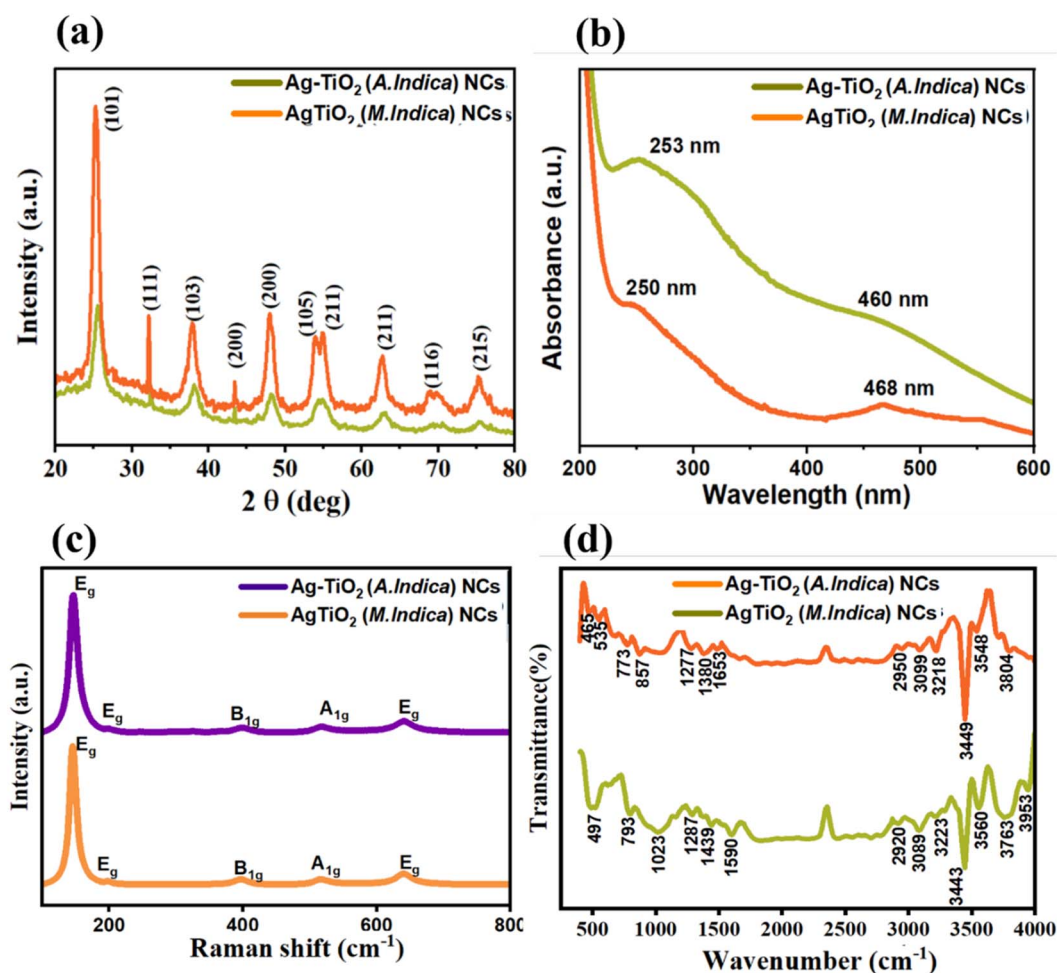 (a)
Ag-TiO2 (A.Indica) NCs
AgTiO2 (M.Indica) NCs s
(101)
(111)
(103)
(200)
(200)
(105)
(211)
(211)
(116)
(215)
Intensity (a.u.)
20 30 40 50 60 70 80
2 θ (deg)
(b)
Ag-TiO2 (A.Indica) NCs
AgTiO2 (M.Indica) NCs)
253 nm
250 nm
460 nm
468 nm
Absorbance (a.u.)
200 300 400 500 600
Wavelength (nm)
(c)
Ag-TiO2 (A.Indica) NCs
AgTiO2 (M.Indica) NCs
Eg
Eg
B1g
A1g
Eg
Eg
Eg
B1g
A1g
Eg
Intensity (a.u.)
200 400 600 800
Raman shift (cm-1)
(d)
Ag-TiO2 (A.Indica) NCs
AgTiO2 (M.Indica) NCs
465
535
773
857
1277
1380
1653
2950
3099
3218
3449
3548
3804
497
793
1023
1287
1439
1590
2920
3089
3223
3443
3560
3763
3953
Transmittance(%)
500 1000 1500 2000 2500 3000 3500 4000
Wavenumber (cm-1)